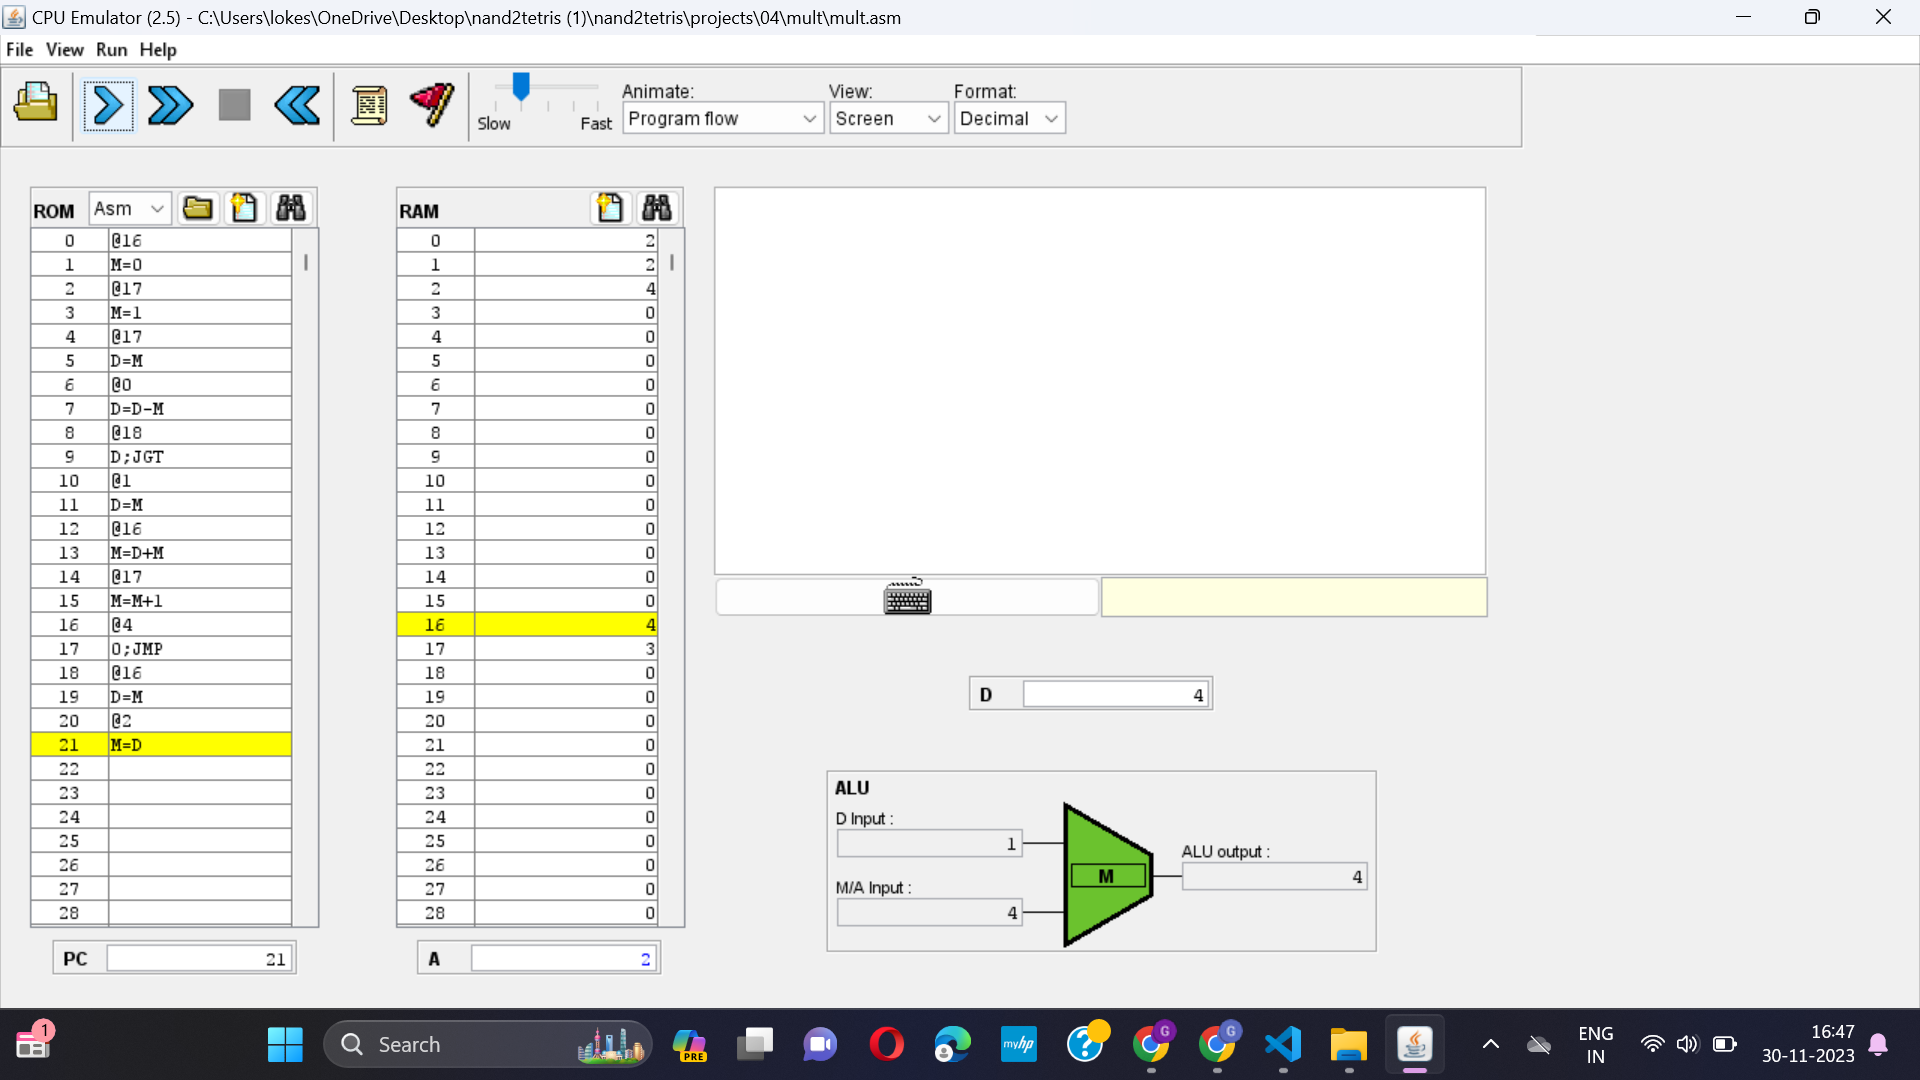 CPU Emulator (2.5) - C:\Users\lokes\OneDrive\Desktop\nand2tetris (1)\nand2tetris\projects\04\mult\mult.asm
File View Run Help
Slow Fast
Animate: View: Format:
Program flow Screen Decimal
ROM Asm
0 @16
1 M=0
2 @17
3 M=1
4 @17
5 D=M
6 @0
7 D=D-M
8 @18
9 D;JGT
10 @1
11 D=M
12 @16
13 M=D+M
14 @17
15 M=M+1
16 @4
17 0;JMP
18 @16
19 D=M
20 @2
21 M=D
22
23
24
25
26
27
28
PC 21
RAM
0 2
1 2
2 4
3 0
4 0
5 0
6 0
7 0
8 0
9 0
10 0
11 0
12 0
13 0
14 0
15 0
16 4
17 3
18 0
19 0
20 0
21 0
22 0
23 0
24 0
25 0
26 0
27 0
28 0
A 2
D 4
ALU
D Input :
1
M/A Input :
4
M
ALU output :
4
1
Search
PRE
myhp
?
G
G
ENG
IN
16:47
30-11-2023